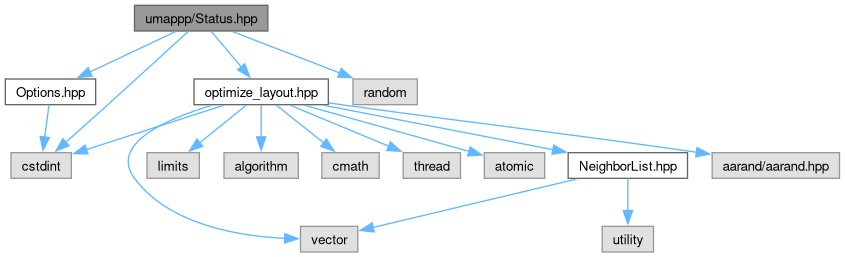 umappp/Status.hpp
Options.hpp
optimize_layout.hpp
random
cstdint
limits
algorithm
cmath
thread
atomic
NeighborList.hpp
aarand/aarand.hpp
vector
utility